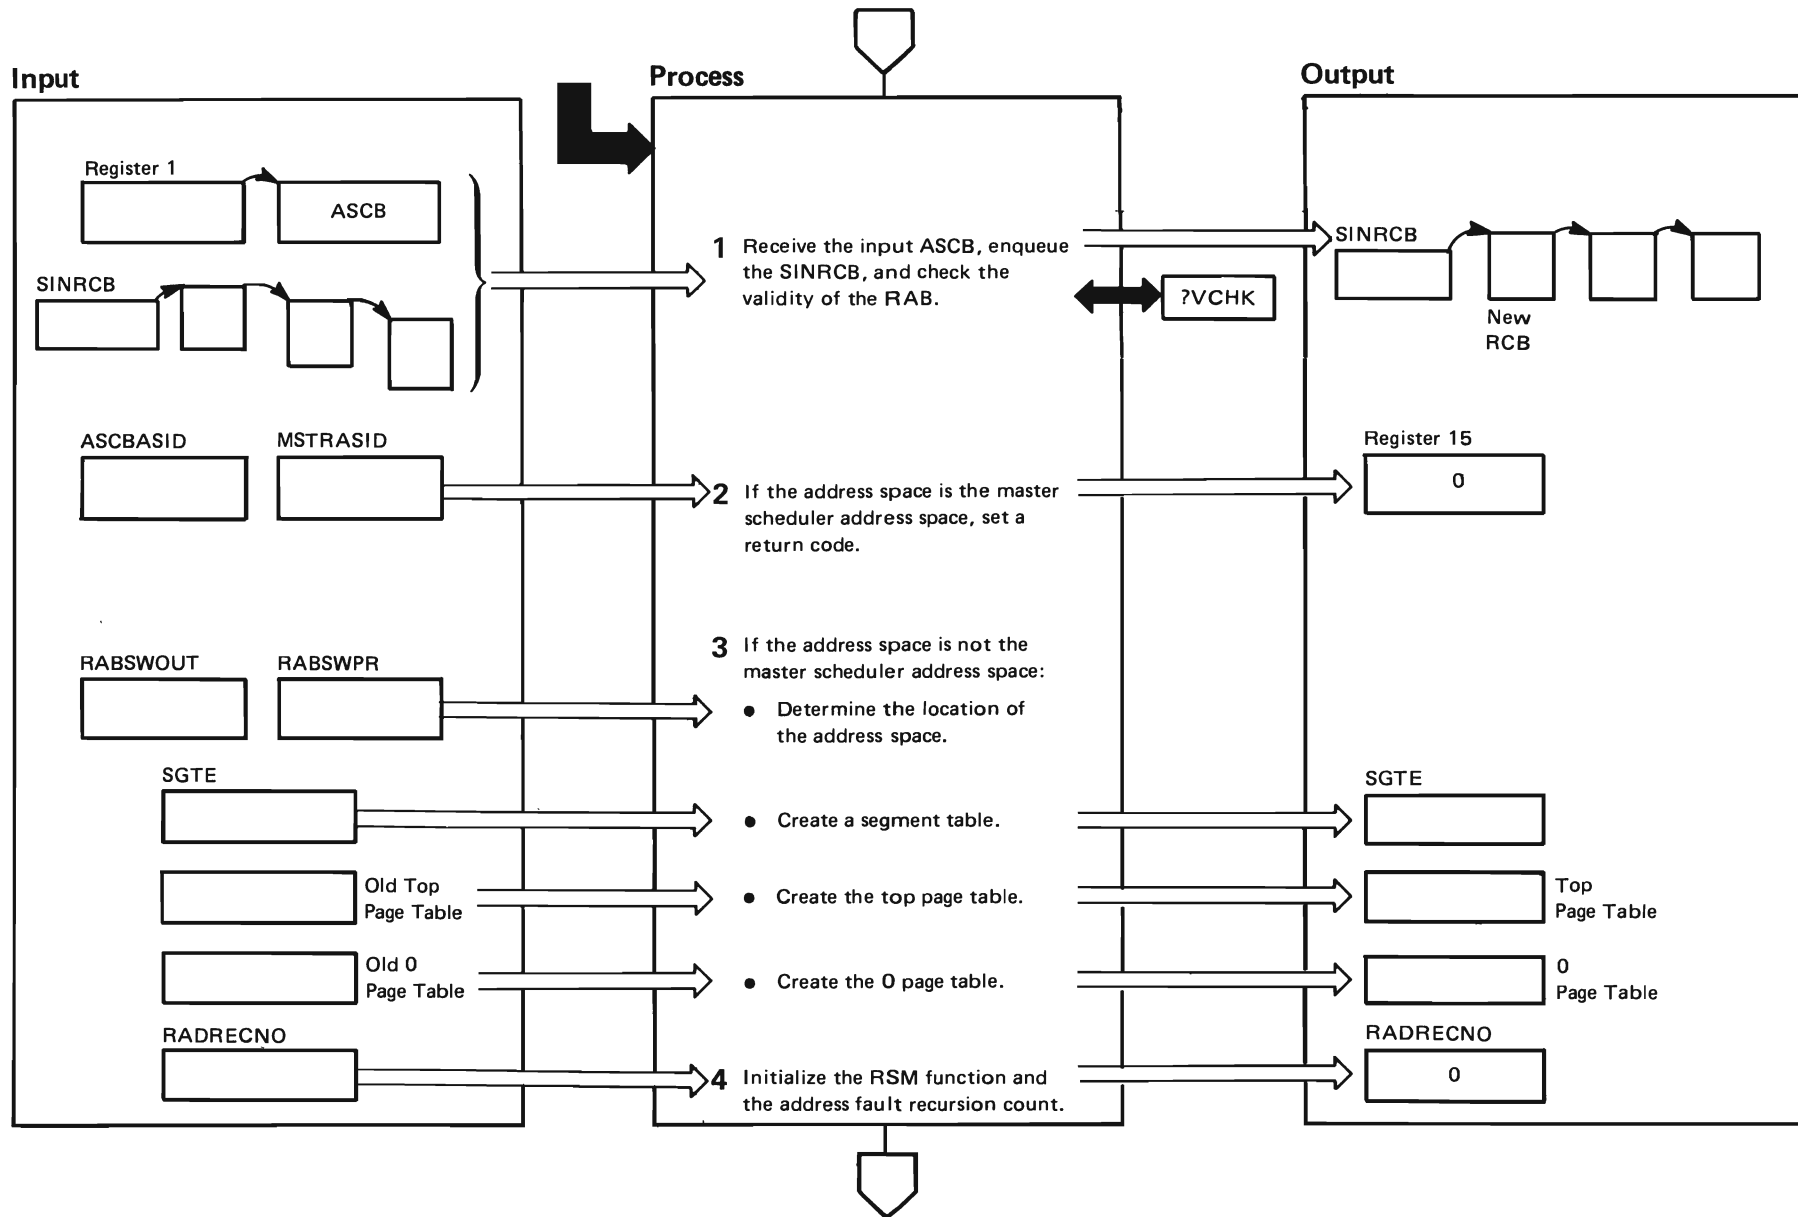 Input
Process
Output
Register 1
ASCB
SINRCB
1 Receive the input ASCB, enqueue
the SINRCB, and check the
validity of the RAB.
?VCHK
SINRCB
New
RCB
ASCBASID
MSTRASID
2 If the address space is the master
scheduler address space, set a
return code.
Register 15
0
RABSWOUT
RABSWPR
3 If the address space is not the
master scheduler address space:
• Determine the location of
the address space.
SGTE
• Create a segment table.
SGTE
Old Top
Page Table
• Create the top page table.
Top
Page Table
Old 0
Page Table
• Create the 0 page table.
0
Page Table
RADRECNO
4 Initialize the RSM function and
the address fault recursion count.
RADRECNO
0